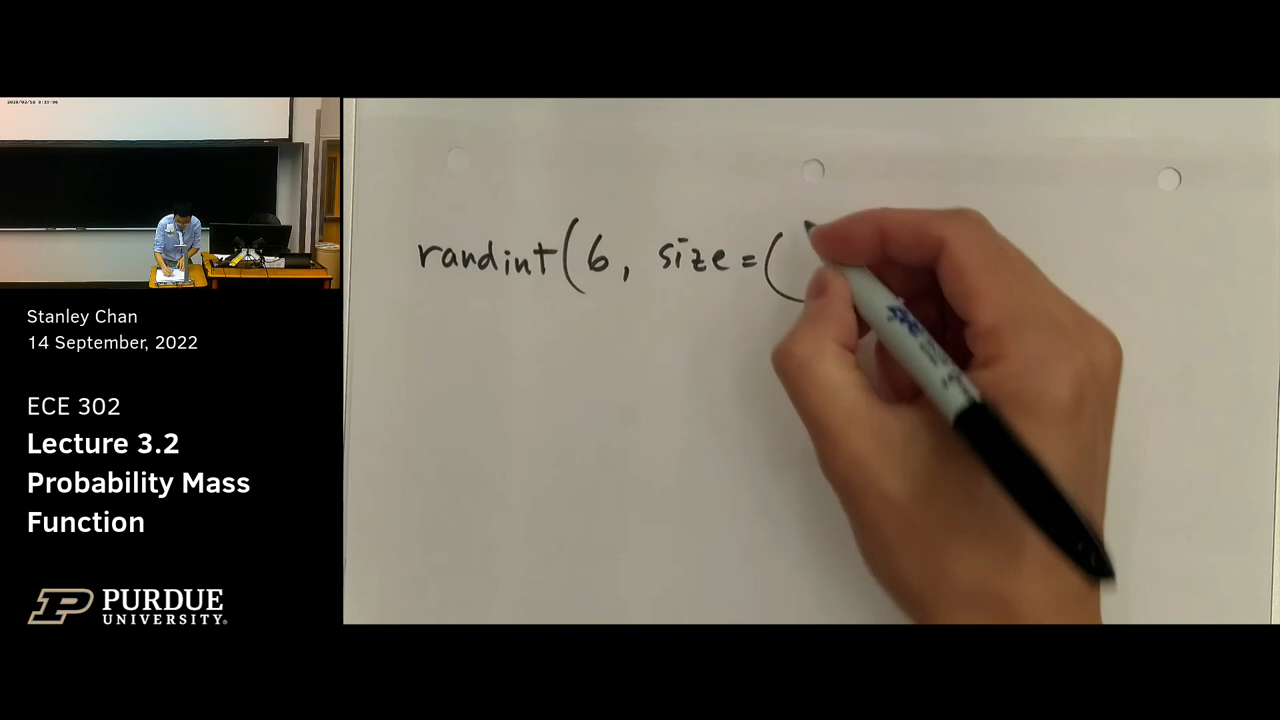 randint(6, size=(
Stanley Chan
14 September, 2022
ECE 302
Lecture 3.2
Probability Mass
Function
PURDUE
UNIVERSITY.